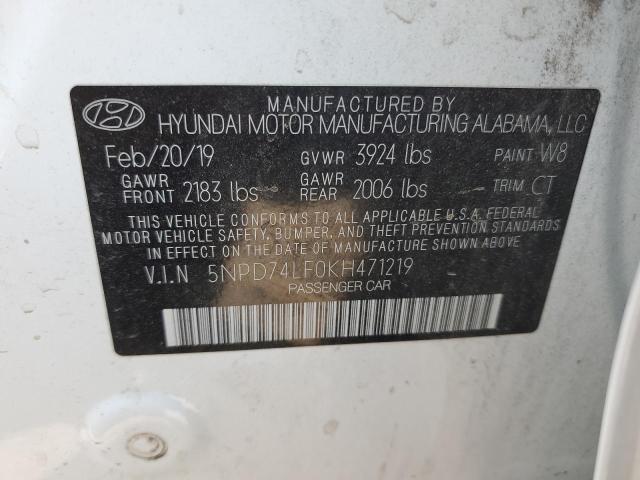 MANUFACTURED BY
HYUNDAI MOTOR MANUFACTURING ALABAMA, LLC
Feb/20/19 GVWR 3924 lbs PAINT W8
GAWR FRONT 2183 lbs GAWR REAR 2006 lbs TRIM CT
THIS VEHICLE CONFORMS TO ALL APPLICABLE U.S.A. FEDERAL
MOTOR VEHICLE SAFETY, BUMPER, AND THEFT PREVENTION STANDARDS
IN EFFECT ON THE DATE OF MANUFACTURE SHOWN ABOVE.
V.I.N 5NPD74LF0KH471219
PASSENGER CAR